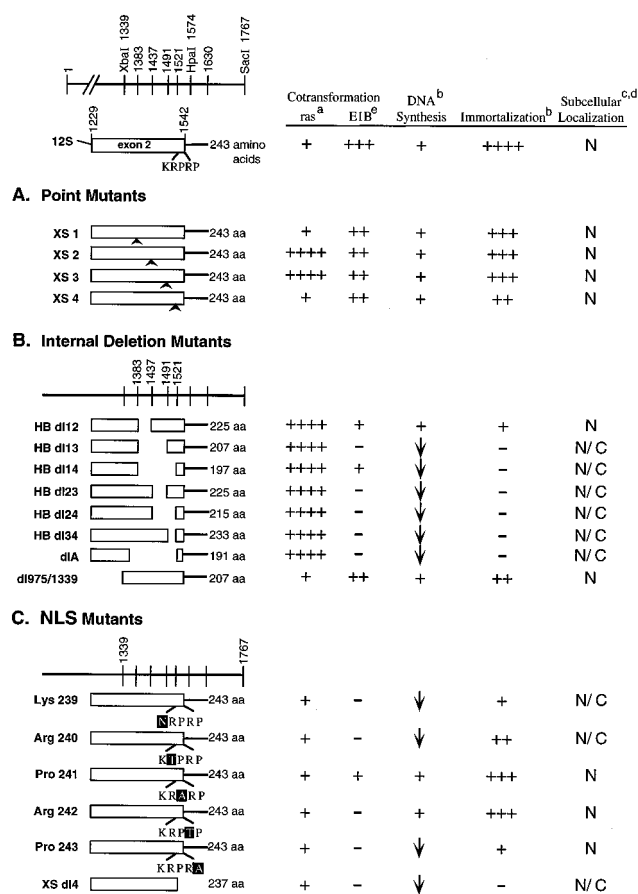 1 XbaI 1339 1383 1437 1491 1521 HpaI 1574 1630 SacI 1767
Cotransformation DNA^b Subcellular^c,d
ras^a EIB^e Synthesis Immortalization^b Localization
1229 1542
12S exon 2 243 amino acids + +++ + ++++ N
KRPRP
A. Point Mutants
XS 1 243 aa + ++ + +++ N
XS 2 243 aa ++++ ++ + +++ N
XS 3 243 aa ++++ ++ + +++ N
XS 4 243 aa + ++ + ++ N
B. Internal Deletion Mutants
1383 1437 1491 1521
HB dl12 225 aa ++++ + + + N
HB dl13 207 aa ++++ – ↓ – N/C
HB dl14 197 aa ++++ + ↓ – N/C
HB dl23 225 aa ++++ – ↓ – N/C
HB dl24 215 aa ++++ – ↓ – N/C
HB dl34 233 aa ++++ – ↓ – N/C
dlA 191 aa ++++ – ↓ – N/C
dl975/1339 207 aa + ++ + ++ N
C. NLS Mutants
1339 1767
Lys 239 243 aa + – ↓ + N/C
NRPRP
Arg 240 243 aa + – ↓ ++ N/C
KTPRP
Pro 241 243 aa + + + +++ N
KRARP
Arg 242 243 aa + – + +++ N
KRPTP
Pro 243 243 aa + – ↓ + N
KRPRA
XS dl4 237 aa + – ↓ – N/C